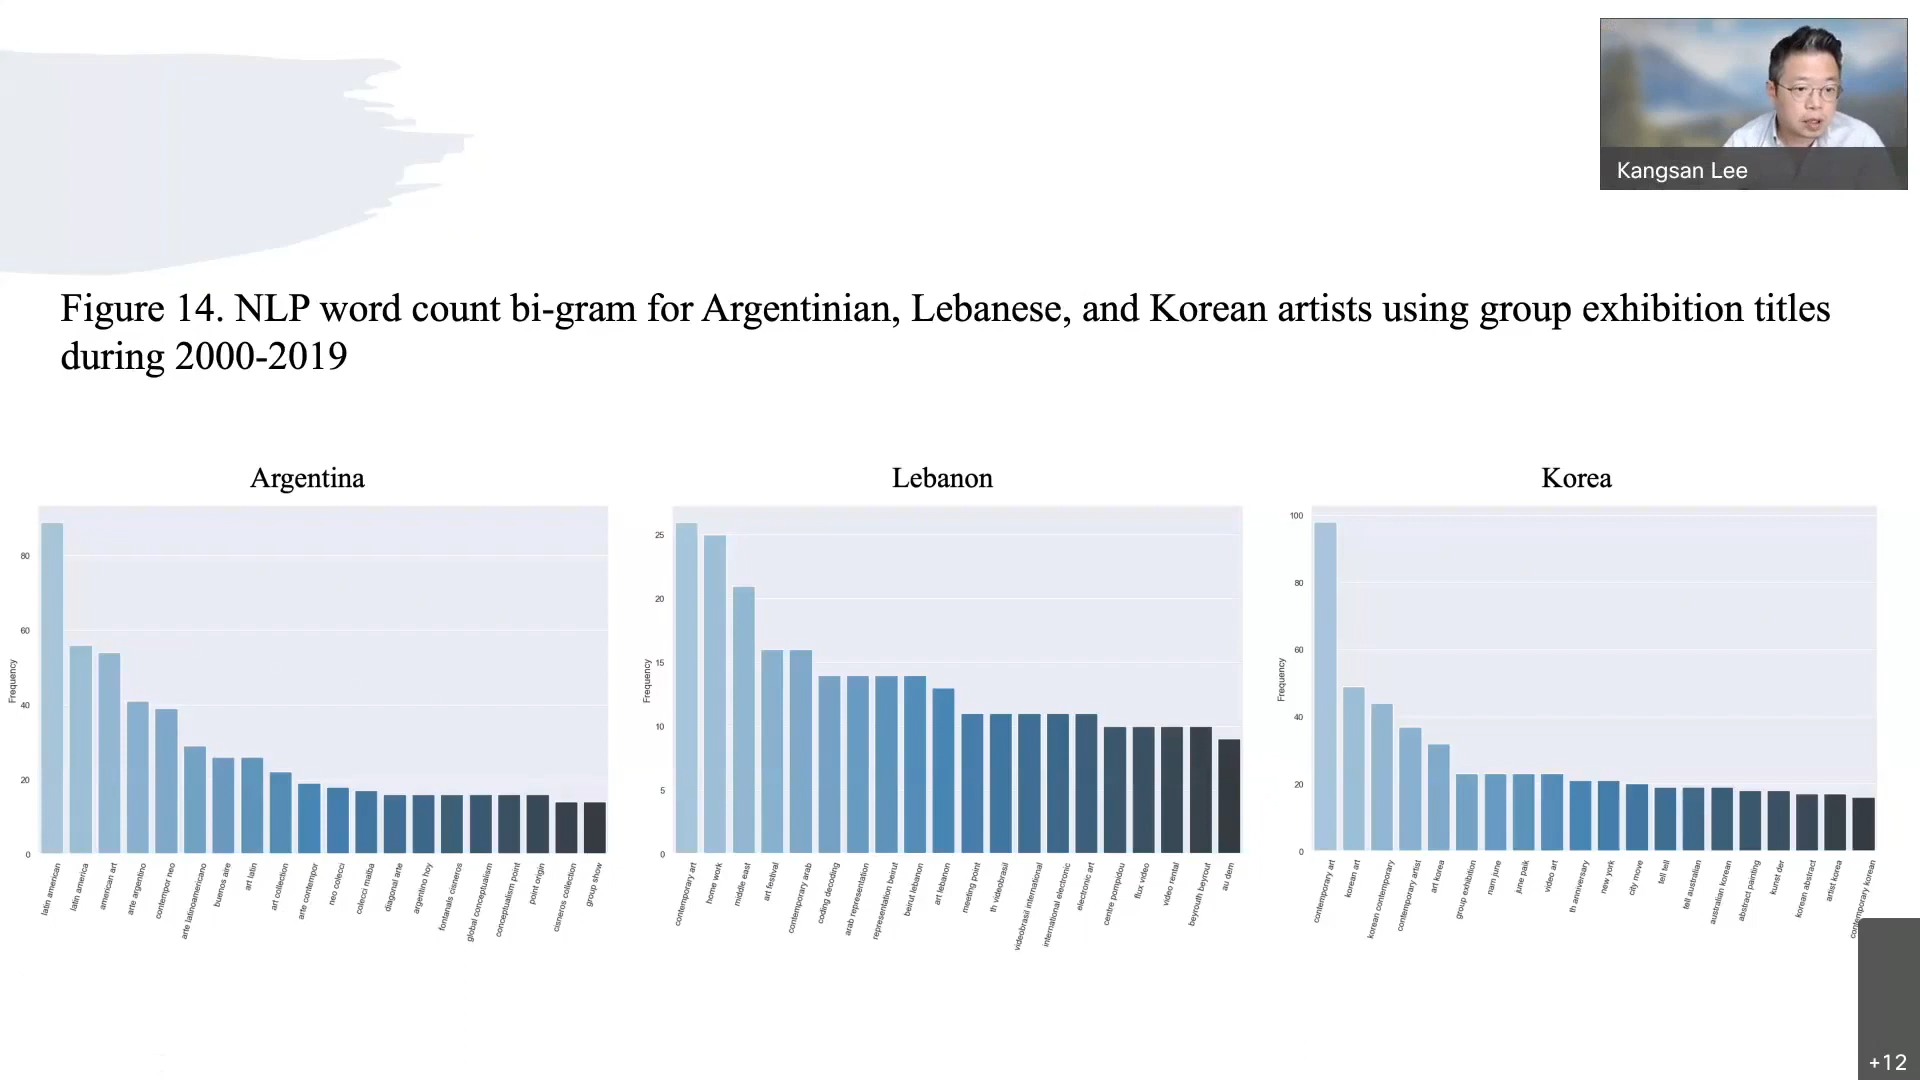 Kangsan Lee
Figure 14. NLP word count bi-gram for Argentinian, Lebanese, and Korean artists using group exhibition titles
during 2000-2019
Argentina
Frequency
80
60
40
20
0
latin american
latin america
american art
arte argentino
contempor neo
arte latinoamericano
buenos aire
art latin
art collection
arte contempor
neo colecci
colecci malba
diagonal arte
argentino hoy
fontanals cisneros
global conceptualism
conceptualism point
point origin
cisneros collection
group show
Lebanon
Frequency
25
20
15
10
5
0
contemporary art
home work
middle east
art festival
contemporary arab
coding decoding
arab representation
representation beirut
beirut lebanon
art lebanon
meeting point
th videobrasil
videobrasil international
international electronic
electronic art
centre pompidou
flux video
video rental
beyrouth beyrout
au dem
Korea
Frequency
100
80
60
40
20
0
contemporary art
korean art
korean contemporary
contemporary artist
art korea
group exhibition
nam june
june paik
video art
th anniversary
new york
city move
tell tell
tell australian
australian korean
abstract painting
kunst der
korean abstract
artist korea
contemporary korean
+12